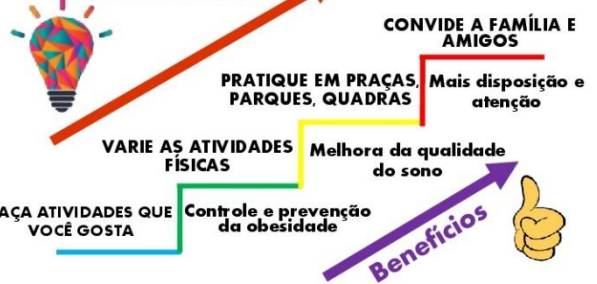 CONVIDE A FAMÍLIA E
AMIGOS
PRATIQUE EM PRAÇAS,
PARQUES, QUADRAS
Mais disposição e
atenção
VARIE AS ATIVIDADES
FÍSICAS
Melhora da qualidade
do sono
AÇA ATIVIDADES QUE
VOCÊ GOSTA
Controle e prevenção
da obesidade
Benefícios